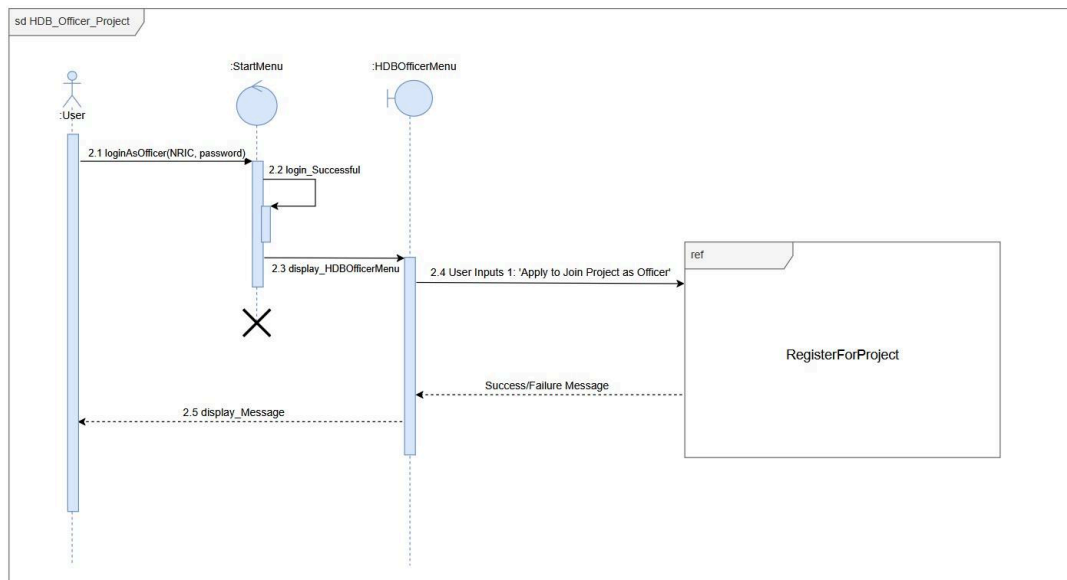 sd HDB_Officer_Project
:StartMenu
:HDBOfficerMenu
:User
2.1 loginAsOfficer(NRIC, password)
2.2 login_Successful
2.3 display_HDBOfficerMenu
2.4 User Inputs 1: 'Apply to Join Project as Officer'
ref
RegisterForProject
Success/Failure Message
2.5 display_Message